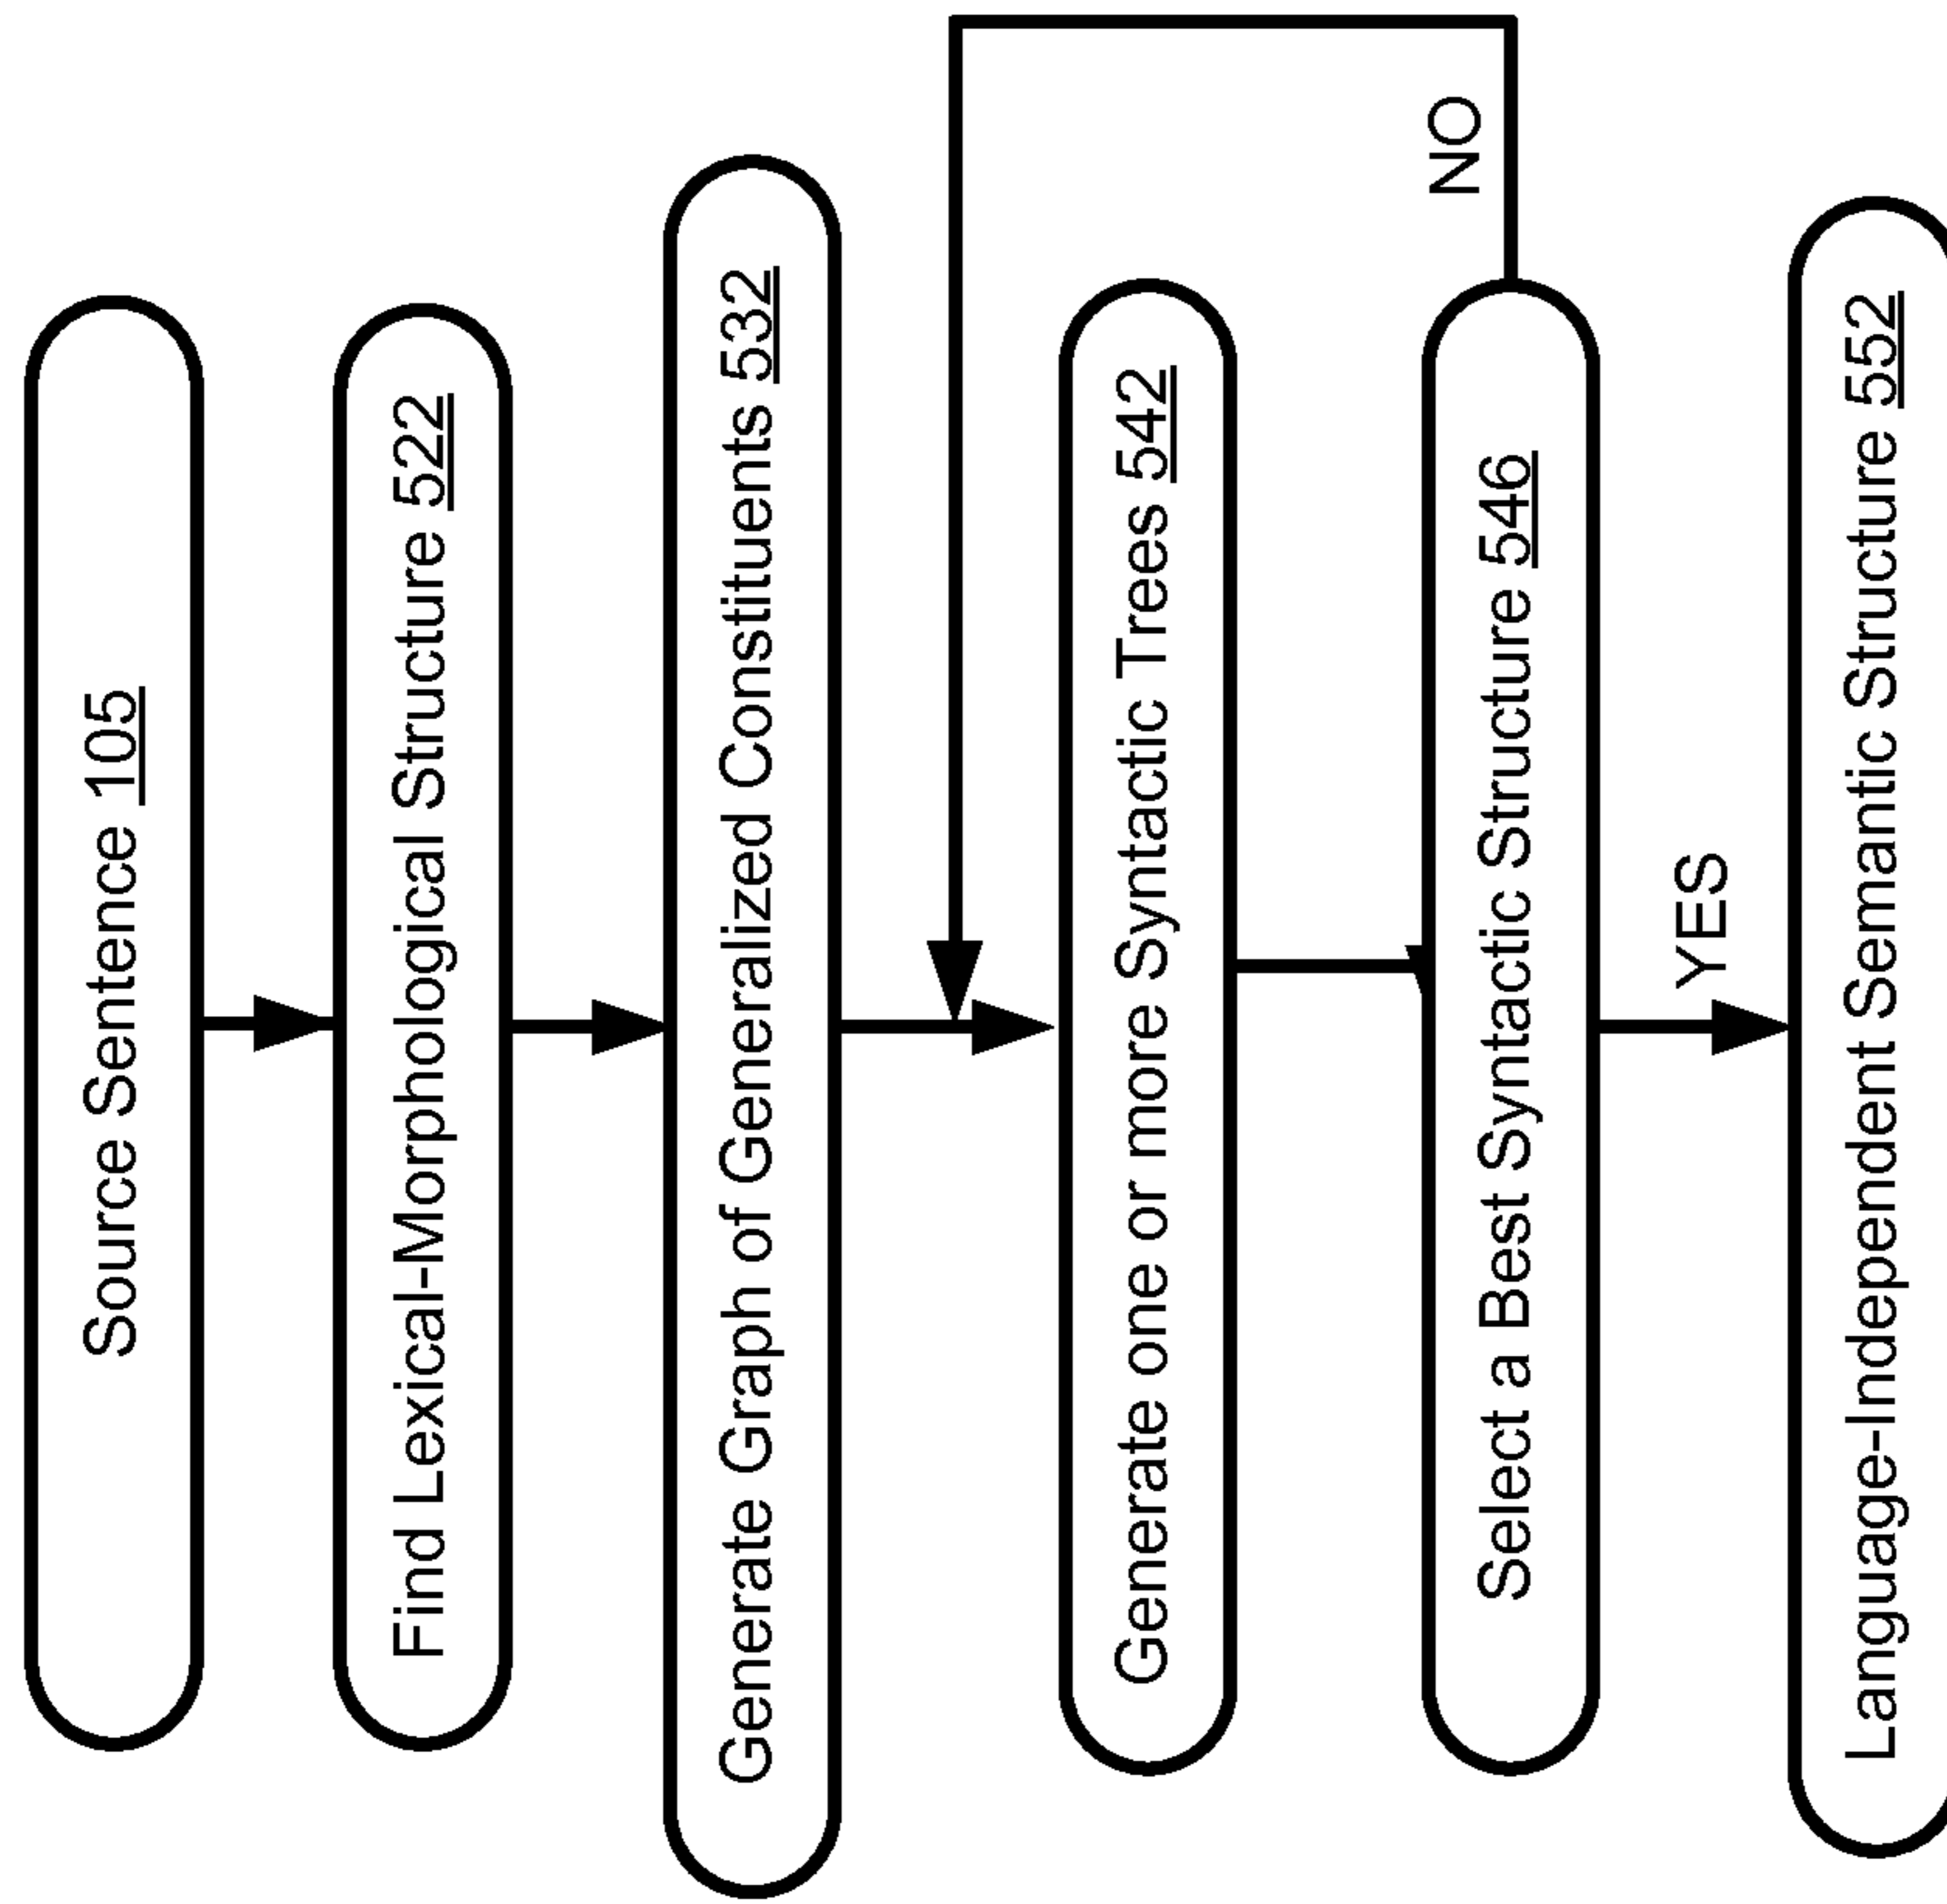 Source Sentence 105
Find Lexical-Morphological Structure 522
Generate Graph of Generalized Constituents 532
Generate one or more Syntactic Trees 542
Select a Best Syntactic Structure 546
NO
YES
Language-Independent Semantic Structure 552